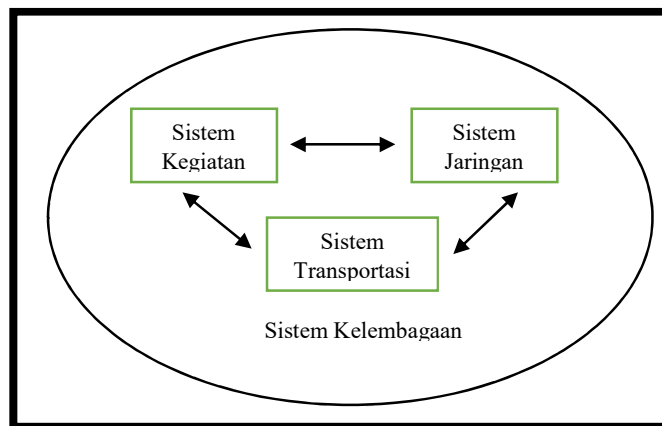 Sistem
Kegiatan
Sistem
Jaringan
Sistem
Transportasi
Sistem Kelembagaan